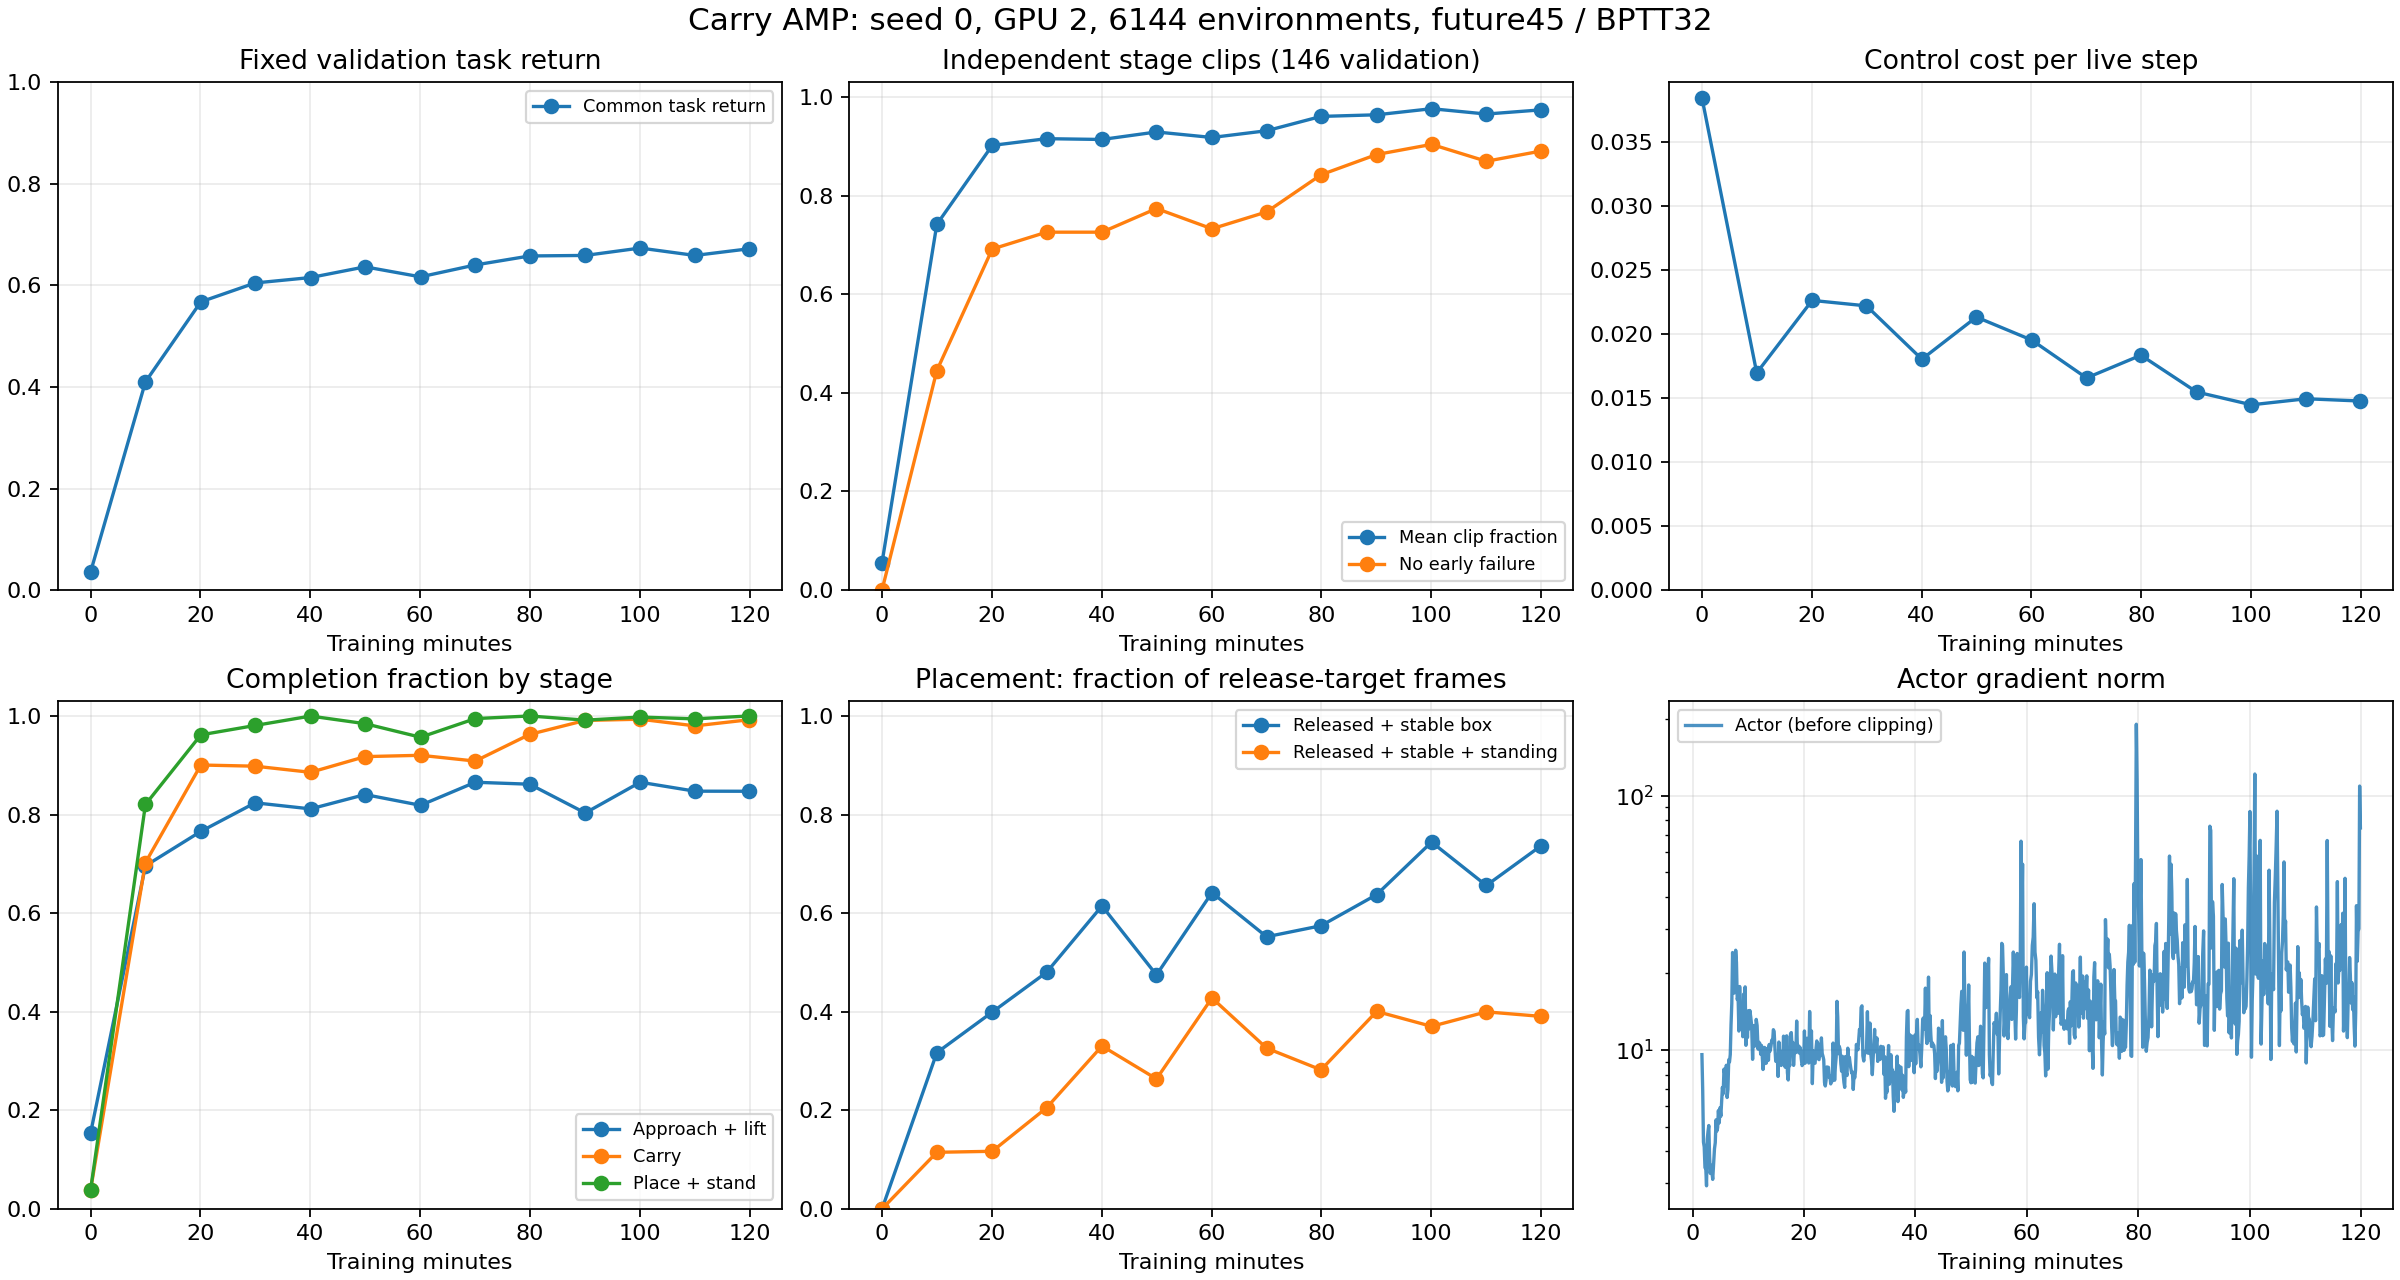 Carry AMP: seed 0, GPU 2, 6144 environments, future45 / BPTT32
Fixed validation task return
1.0
0.8
0.6
0.4
0.2
0.0
Common task return
0 20 40 60 80 100 120
Training minutes
Independent stage clips (146 validation)
1.0
0.8
0.6
0.4
0.2
0.0
Mean clip fraction
No early failure
0 20 40 60 80 100 120
Training minutes
Control cost per live step
0.035
0.030
0.025
0.020
0.015
0.010
0.005
0.000
0 20 40 60 80 100 120
Training minutes
Completion fraction by stage
1.0
0.8
0.6
0.4
0.2
0.0
Approach + lift
Carry
Place + stand
0 20 40 60 80 100 120
Training minutes
Placement: fraction of release-target frames
1.0
0.8
0.6
0.4
0.2
0.0
Released + stable box
Released + stable + standing
0 20 40 60 80 100 120
Training minutes
Actor gradient norm
Actor (before clipping)
10²
10¹
0 20 40 60 80 100 120
Training minutes